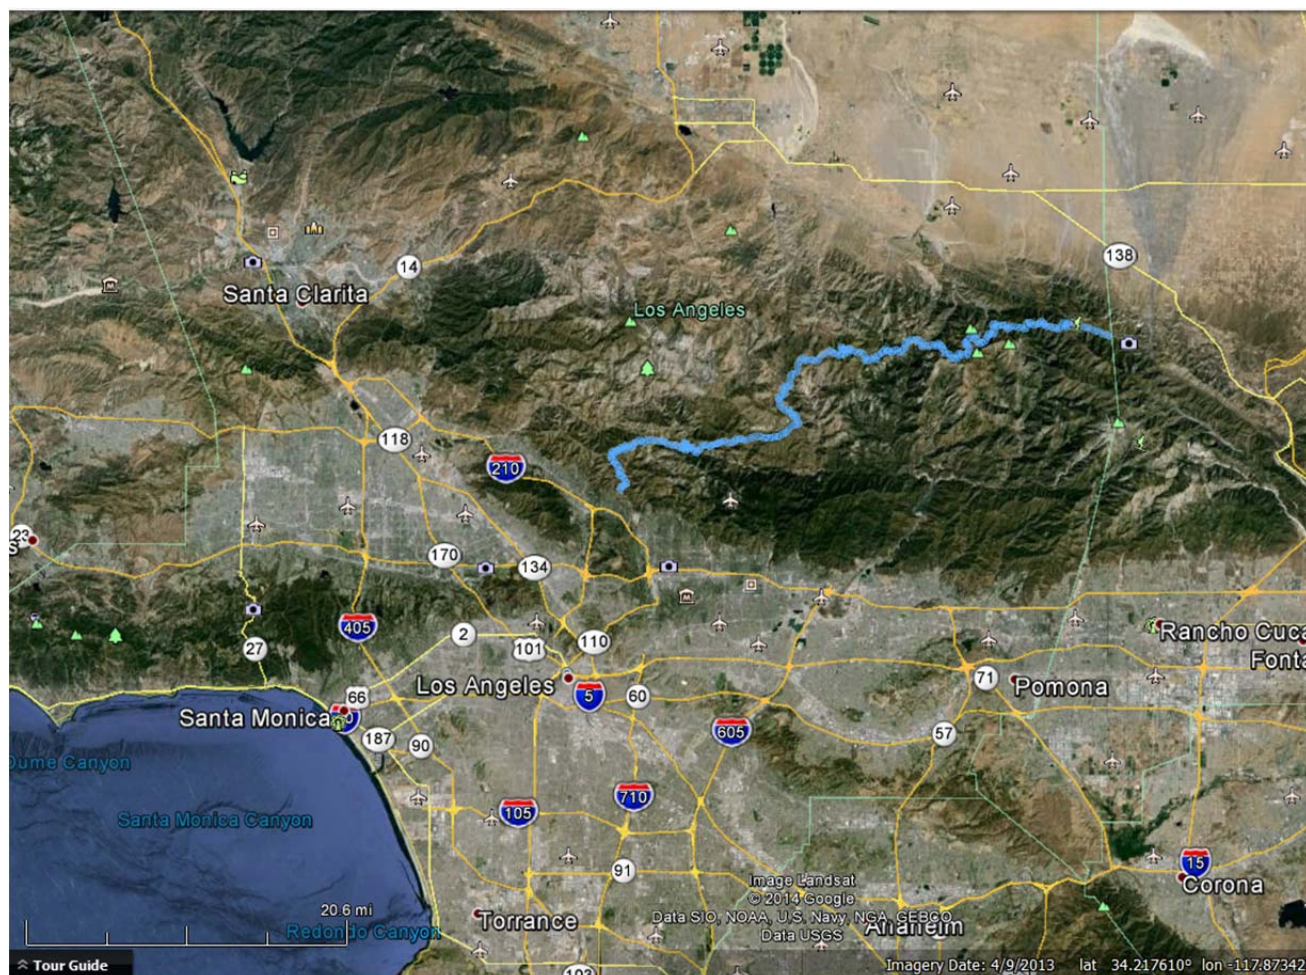 138
Santa Clarita
14
Los Angeles
118
210
23
s
170
134
405
2
101
110
27
Rancho Cuca
Fonta
Los Angeles
5
60
71
Pomona
66
Santa Monica
187
90
605
57
Dume Canyon
Santa Monica Canyon
105
710
91
15
Corona
Image Landsat
© 2014 Google
Data SIO, NOAA, U.S. Navy, NGA, GEBCO
Data USGS
Anaheim
20.6 mi
Redondo Canyon
Torrance
Tour Guide
Imagery Date: 4/9/2013 lat 34.217610° lon -117.87342